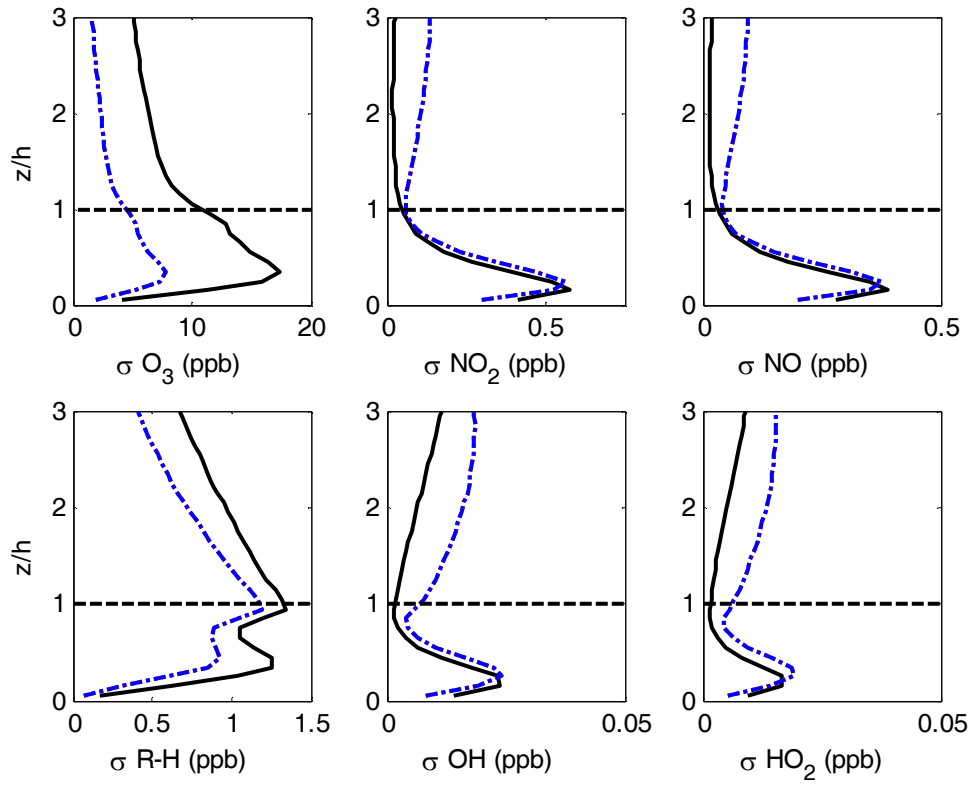 3
2
1
0
z/h
0 10 20
σ O₃ (ppb)
3
2
1
0
0 0.5
σ NO₂ (ppb)
3
2
1
0
0 0.5
σ NO (ppb)
3
2
1
0
z/h
0 0.5 1 1.5
σ R-H (ppb)
3
2
1
0
0 0.05
σ OH (ppb)
3
2
1
0
0 0.05
σ HO₂ (ppb)